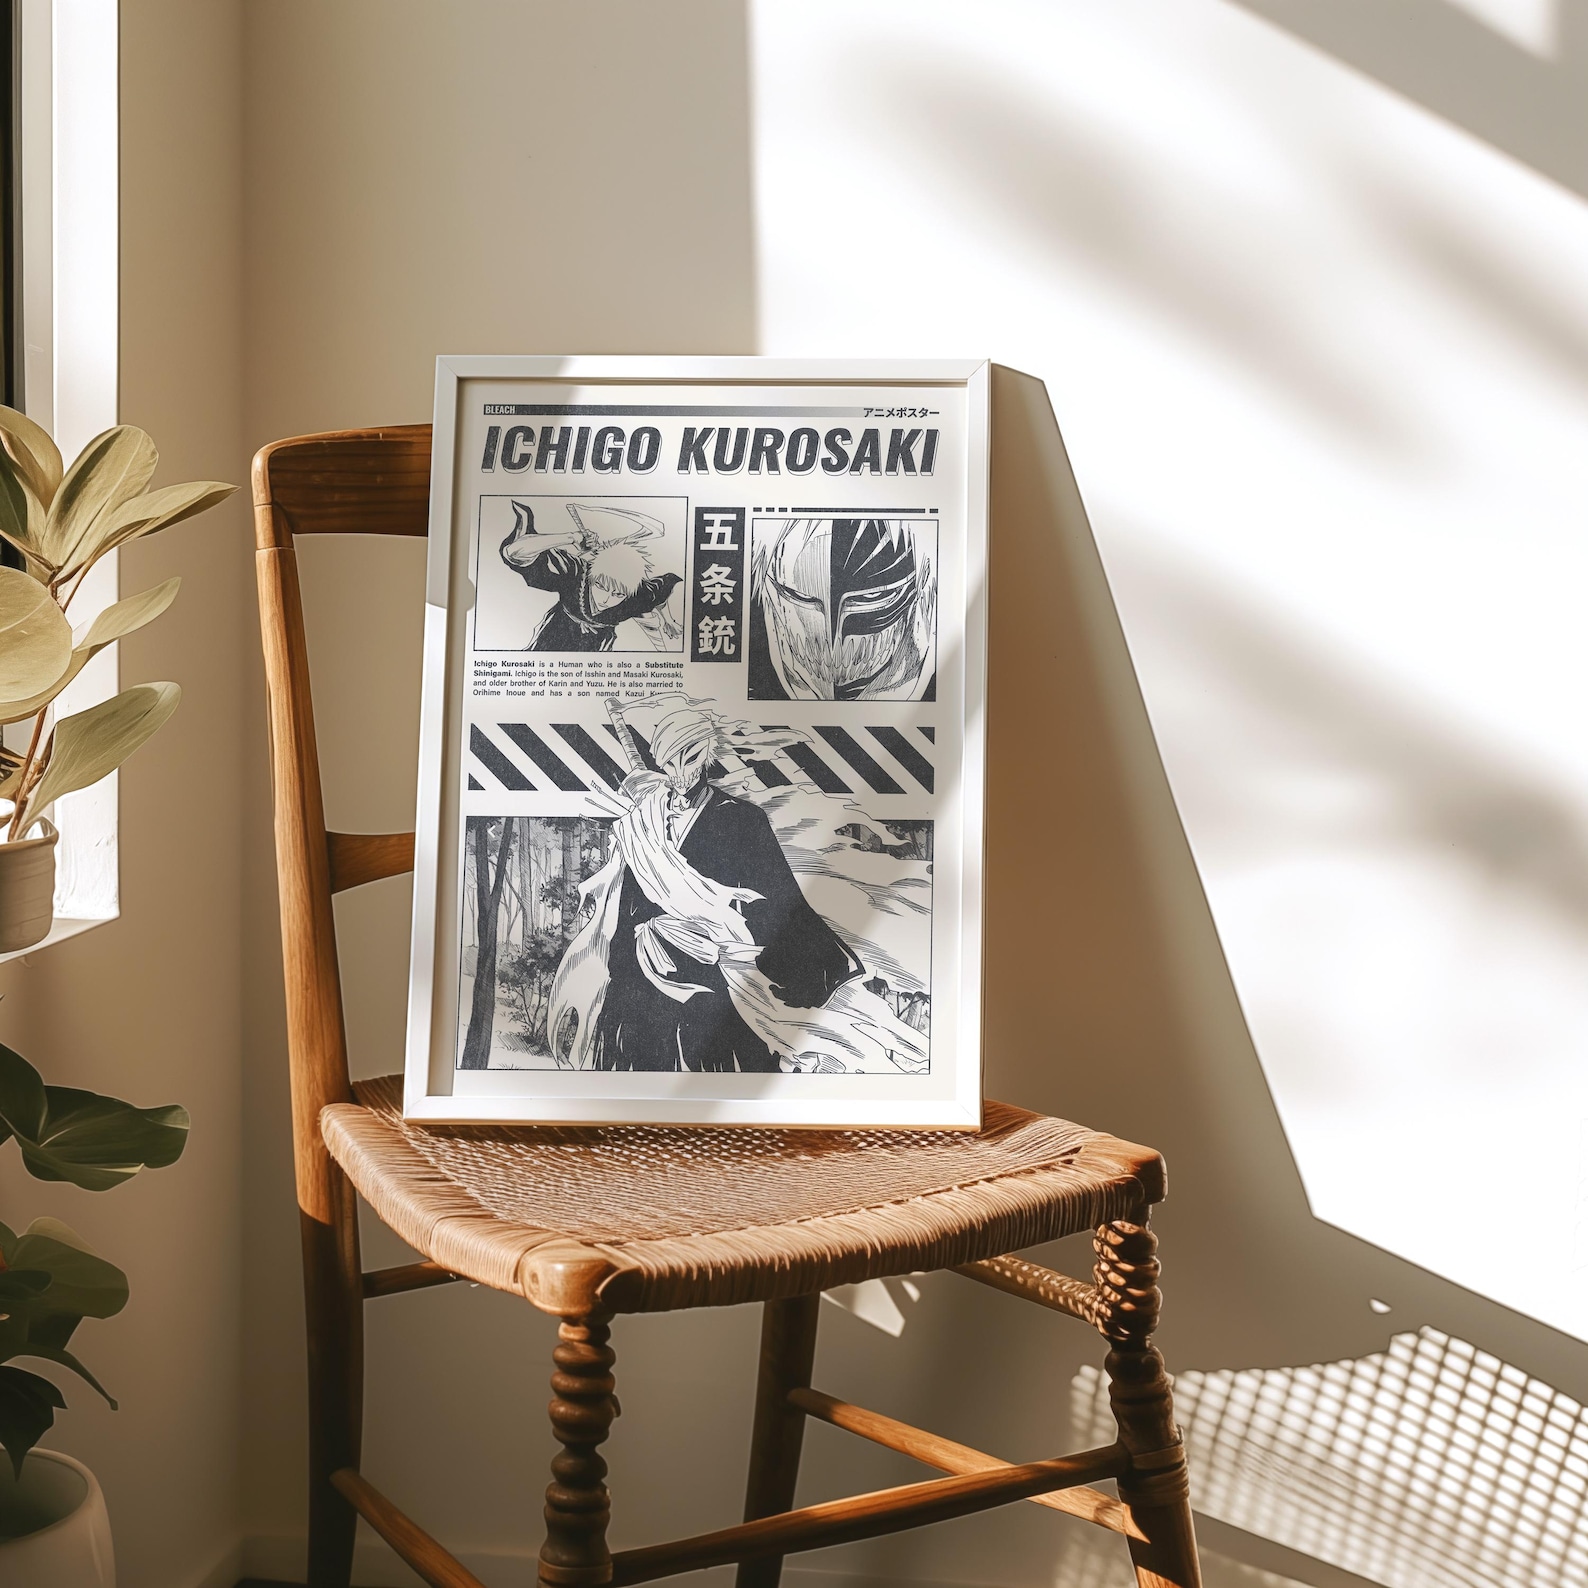 BLEACH
アニメポスター
ICHIGO KUROSAKI
五条銃
Ichigo Kurosaki is a Human who is also a Substitute
Shinigami. Ichigo is the son of Isshin and Masaki Kurosaki,
and older brother of Karin and Yuzu. He is also married to
Orihime Inoue and has a son named Kazui